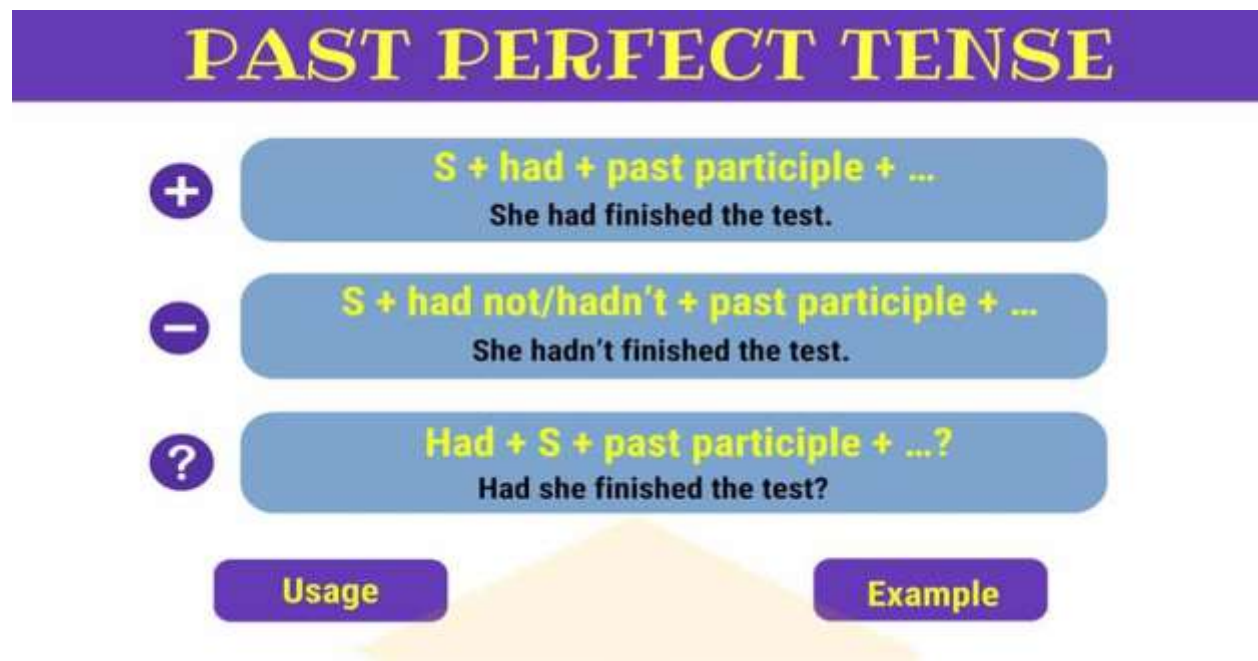 PAST PERFECT TENSE
+
S + had + past participle + ...
She had finished the test.
−
S + had not/hadn't + past participle + ...
She hadn't finished the test.
?
Had + S + past participle + ...?
Had she finished the test?
Usage
Example